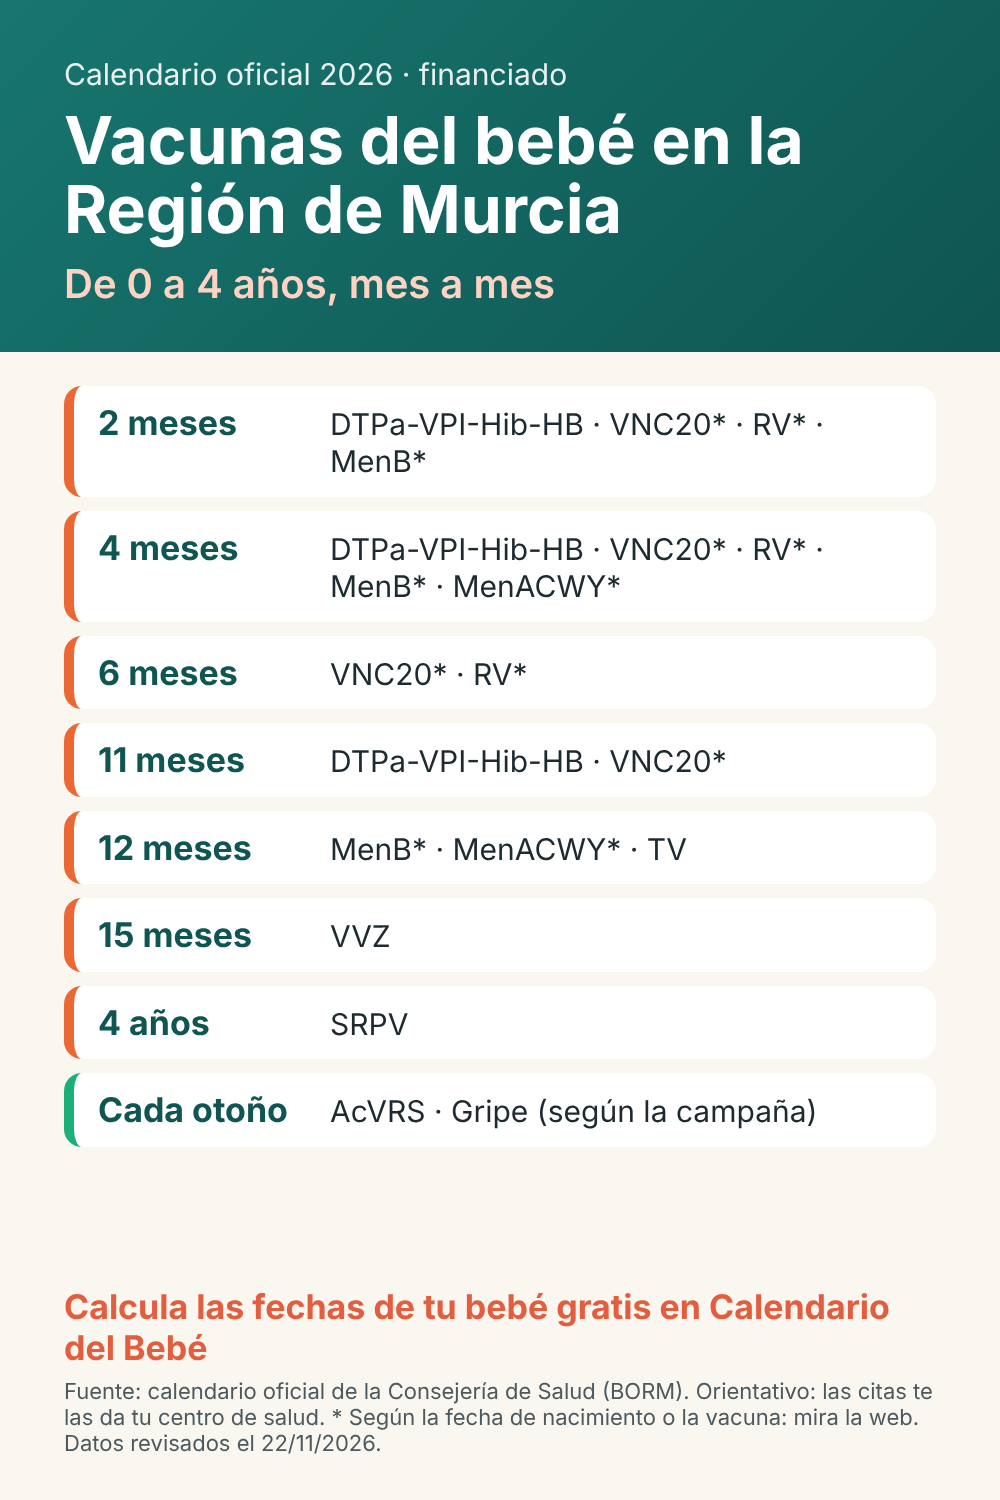 Calendario oficial 2026 · financiado
Vacunas del bebé en la
Región de Murcia
De 0 a 4 años, mes a mes
2 meses
DTPa-VPI-Hib-HB · VNC20* · RV* ·
MenB*
4 meses
DTPa-VPI-Hib-HB · VNC20* · RV* ·
MenB* · MenACWY*
6 meses
VNC20* · RV*
11 meses
DTPa-VPI-Hib-HB · VNC20*
12 meses
MenB* · MenACWY* · TV
15 meses
VVZ
4 años
SRPV
Cada otoño
AcVRS · Gripe (según la campaña)
Calcula las fechas de tu bebé gratis en Calendario
del Bebé
Fuente: calendario oficial de la Consejería de Salud (BORM). Orientativo: las citas te
las da tu centro de salud. * Según la fecha de nacimiento o la vacuna: mira la web.
Datos revisados el 22/11/2026.